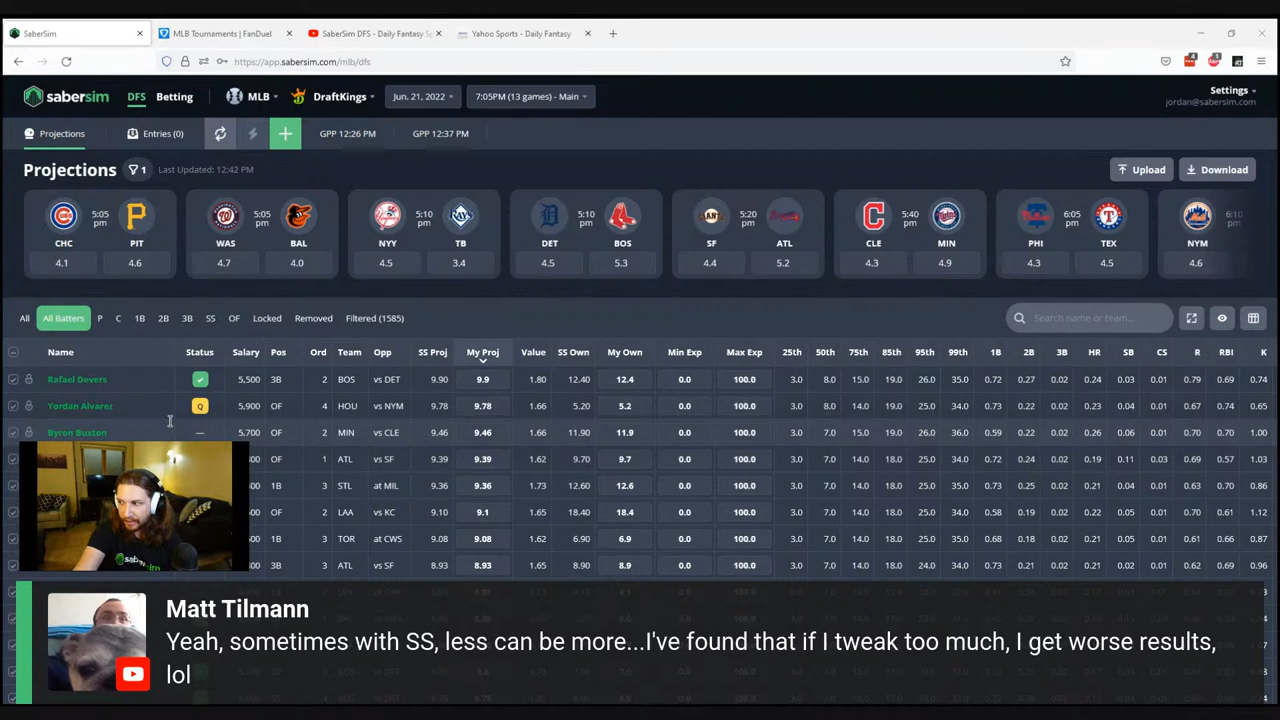 SaberSim
MLB Tournaments | FanDuel
SaberSim DFS - Daily Fantasy Sp
Yahoo Sports - Daily Fantasy
https://app.sabersim.com/mlb/dfs
sabersim DFS Betting MLB DraftKings Jun. 21, 2022 7:05PM (13 games) - Main
Settings
jordan@sabersim.com
Projections Entries (0) GPP 12:26 PM GPP 12:37 PM
Projections 1 Last Updated: 12:42 PM Upload Download
5:05 pm 5:05 pm 5:10 pm 5:10 pm 5:20 pm 5:40 pm 6:05 pm 6:10 pm
CHC PIT WAS BAL NYY TB DET BOS SF ATL CLE MIN PHI TEX NYM
4.1 4.6 4.7 4.0 4.5 3.4 4.5 5.3 4.4 5.2 4.3 4.9 4.3 4.5 4.6
All All Batters P C 1B 2B 3B SS OF Locked Removed Filtered (1585) Search name or team...
Name Status Salary Pos Ord Team Opp SS Proj My Proj Value SS Own My Own Min Exp Max Exp 25th 50th 75th 85th 95th 99th 1B 2B 3B HR SB CS R RBI K
Rafael Devers 5,500 3B 2 BOS vs DET 9.90 9.9 1.80 12.40 12.4 0.0 100.0 3.0 8.0 15.0 19.0 26.0 35.0 0.72 0.27 0.02 0.24 0.03 0.01 0.79 0.69 0.74
Yordan Alvarez Q 5,900 OF 4 HOU vs NYM 9.78 9.78 1.66 5.20 5.2 0.0 100.0 3.0 8.0 14.0 18.0 25.0 34.0 0.73 0.22 0.02 0.23 0.04 0.01 0.67 0.74 0.65
Byron Buxton — 5,700 OF 2 MIN vs CLE 9.46 9.46 1.66 11.90 11.9 0.0 100.0 3.0 7.0 14.0 18.0 26.0 36.0 0.59 0.22 0.02 0.26 0.06 0.01 0.70 0.70 1.00
OF 1 ATL vs SF 9.39 9.39 1.62 9.70 9.7 0.0 100.0 3.0 7.0 14.0 18.0 25.0 35.0 0.66 0.24 0.02 0.19 0.11 0.03 0.69 0.57 1.03
1B 3 STL at MIL 9.36 9.36 1.73 12.60 12.6 0.0 100.0 3.0 7.0 14.0 18.0 25.0 34.0 0.73 0.25 0.02 0.21 0.04 0.01 0.63 0.70 0.86
OF 2 LAA vs KC 9.10 9.1 1.65 18.40 18.4 0.0 100.0 3.0 7.0 14.0 18.0 25.0 34.0 0.58 0.19 0.03 0.22 0.05 0.01 0.70 0.61 1.12
1B 3 TOR at CWS 9.08 9.08 1.52 6.90 6.9 0.0 100.0 3.0 7.0 14.0 18.0 24.0 34.0 0.68 0.18 0.02 0.21 0.04 0.01 0.61 0.66 0.87
3B 3 ATL vs SF 8.93 8.93 1.65 8.90 8.9 0.0 100.0 3.0 7.0 14.0 17.0 24.0 33.0 0.65 0.23 0.02 0.20 0.02 0.01 0.62 0.69 0.96
Matt Tilmann
Yeah, sometimes with SS, less can be more...I've found that if I tweak too much, I get worse results,
lol